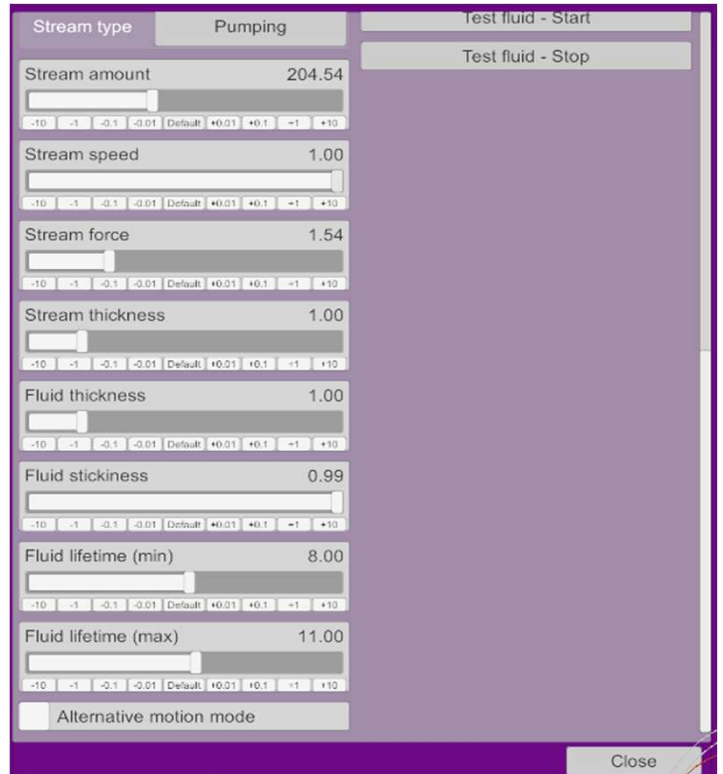 Stream type Pumping
Test fluid - Start
Test fluid - Stop
Stream amount 204.54
-10 -1 -0.1 -0.01 Default +0.01 +0.1 +1 +10
Stream speed 1.00
-10 -1 -0.1 -0.01 Default +0.01 +0.1 +1 +10
Stream force 1.54
-10 -1 -0.1 -0.01 Default +0.01 +0.1 +1 +10
Stream thickness 1.00
-10 -1 -0.1 -0.01 Default +0.01 +0.1 +1 +10
Fluid thickness 1.00
-10 -1 -0.1 -0.01 Default +0.01 +0.1 +1 +10
Fluid stickiness 0.99
-10 -1 -0.1 -0.01 Default +0.01 +0.1 +1 +10
Fluid lifetime (min) 8.00
-10 -1 -0.1 -0.01 Default +0.01 +0.1 +1 +10
Fluid lifetime (max) 11.00
-10 -1 -0.1 -0.01 Default +0.01 +0.1 +1 +10
Alternative motion mode
Close